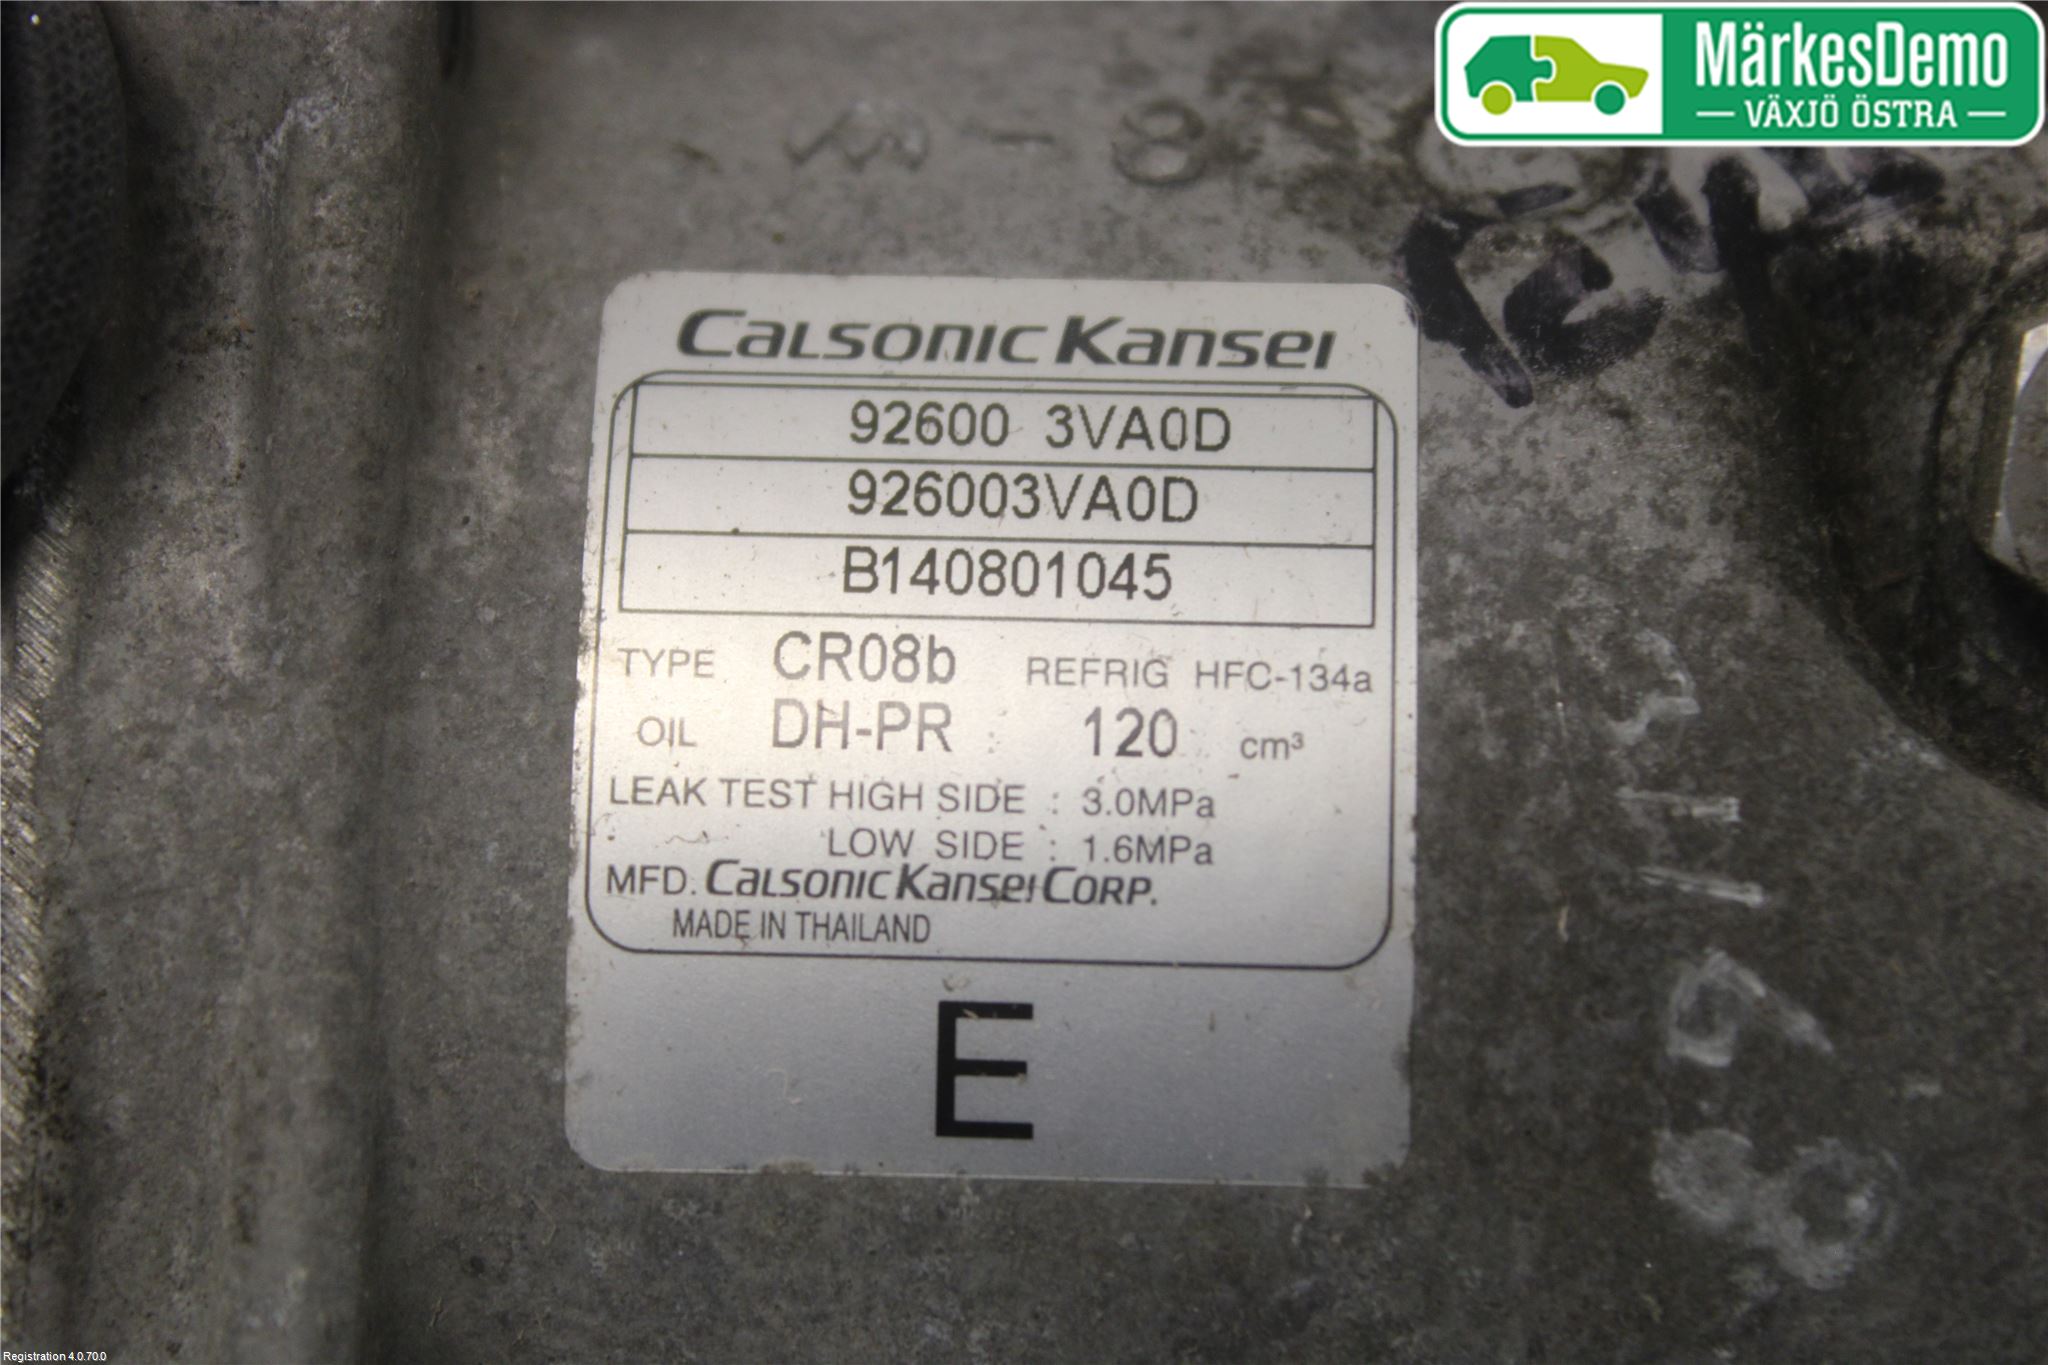 MärkesDemo
VÄXJÖ ÖSTRA
Calsonic Kansei
92600 3VA0D
926003VA0D
B140801045
TYPE CR08b REFRIG HFC-134a
OIL DH-PR : 120 cm³
LEAK TEST HIGH SIDE : 3.0MPa
LOW SIDE : 1.6MPa
MFD. Calsonic Kansei Corp.
MADE IN THAILAND
E
Registration 4.0.70.0